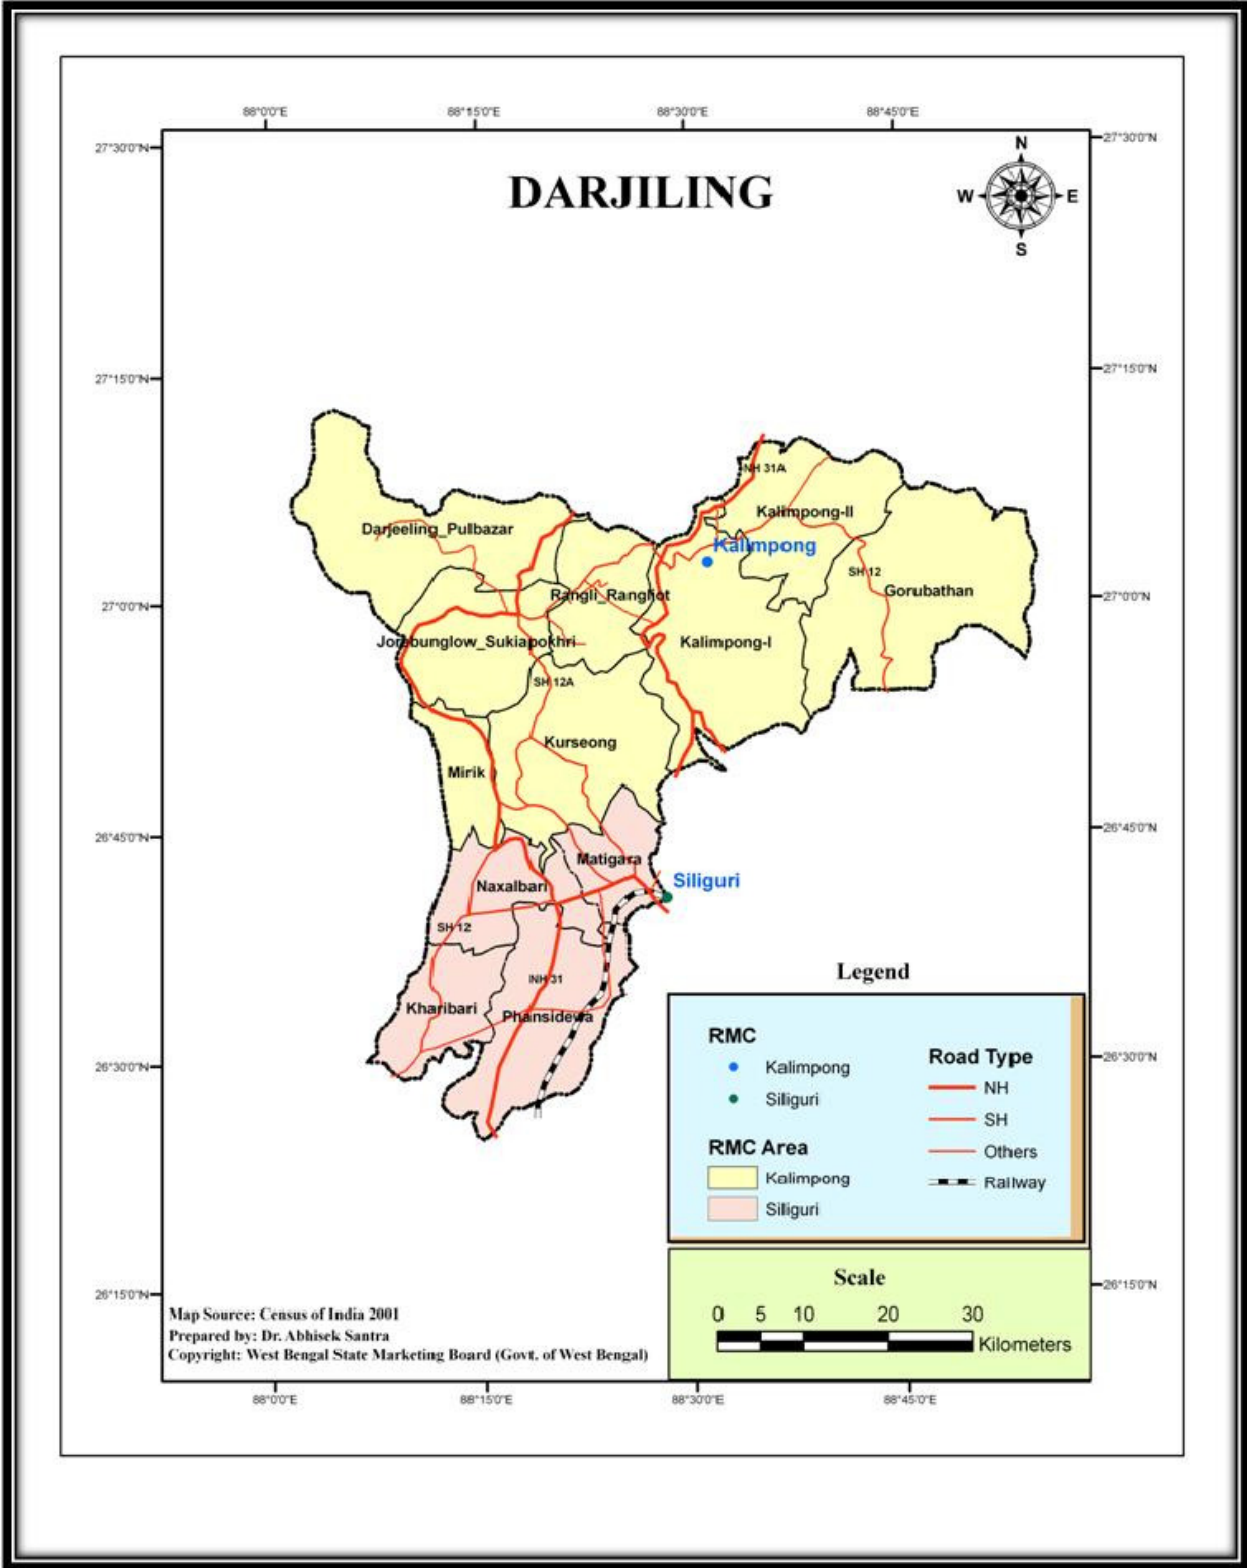 88°0'0"E 88°15'0"E 88°30'0"E 88°45'0"E
27°30'0"N
27°30'0"N
N
DARJILING
W E
S
27°15'0"N
27°15'0"N
NH 31A
Kalimpong-II
Darjeeling_Pulbazar
Kalimpong
SH 12
Gorubathan
Rangli_Rangliot
27°0'0"N
27°0'0"N
Jorebunglow_Sukiapokhri
Kalimpong-I
SH 12A
Kurseong
Mirik
26°45'0"N
26°45'0"N
Matigara
Siliguri
Naxalbari
SH 12
NH 31
Kharibari
Phansidewa
26°30'0"N
26°30'0"N
Legend
RMC
Kalimpong
Siliguri
RMC Area
Kalimpong
Siliguri
Road Type
NH
SH
Others
Railway
26°15'0"N
26°15'0"N
Scale
0 5 10 20 30
Kilometers
Map Source: Census of India 2001
Prepared by: Dr. Abhisek Santra
Copyright: West Bengal State Marketing Board (Govt. of West Bengal)
88°0'0"E 88°15'0"E 88°30'0"E 88°45'0"E